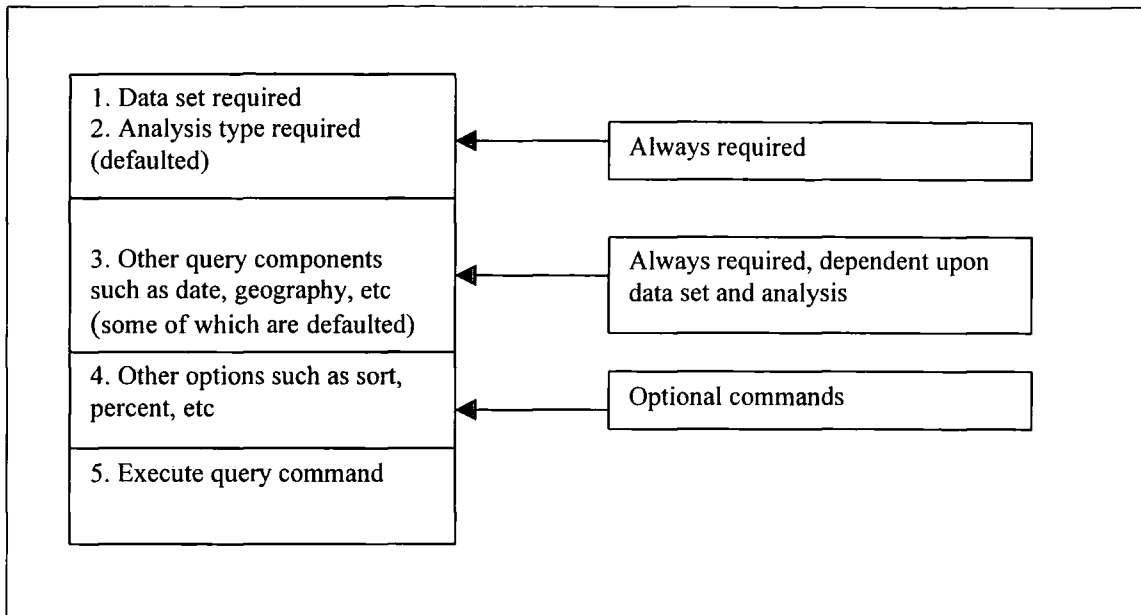 1. Data set required
2. Analysis type required
(defaulted)
Always required
3. Other query components
such as date, geography, etc
(some of which are defaulted)
Always required, dependent upon
data set and analysis
4. Other options such as sort,
percent, etc
Optional commands
5. Execute query command